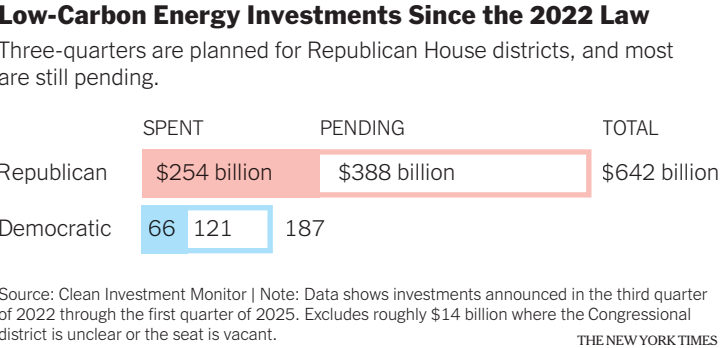 Low-Carbon Energy Investments Since the 2022 Law
Three-quarters are planned for Republican House districts, and most
are still pending.
SPENT PENDING TOTAL
Republican $254 billion $388 billion $642 billion
Democratic 66 121 187
Source: Clean Investment Monitor | Note: Data shows investments announced in the third quarter
of 2022 through the first quarter of 2025. Excludes roughly $14 billion where the Congressional
district is unclear or the seat is vacant.
THE NEW YORK TIMES